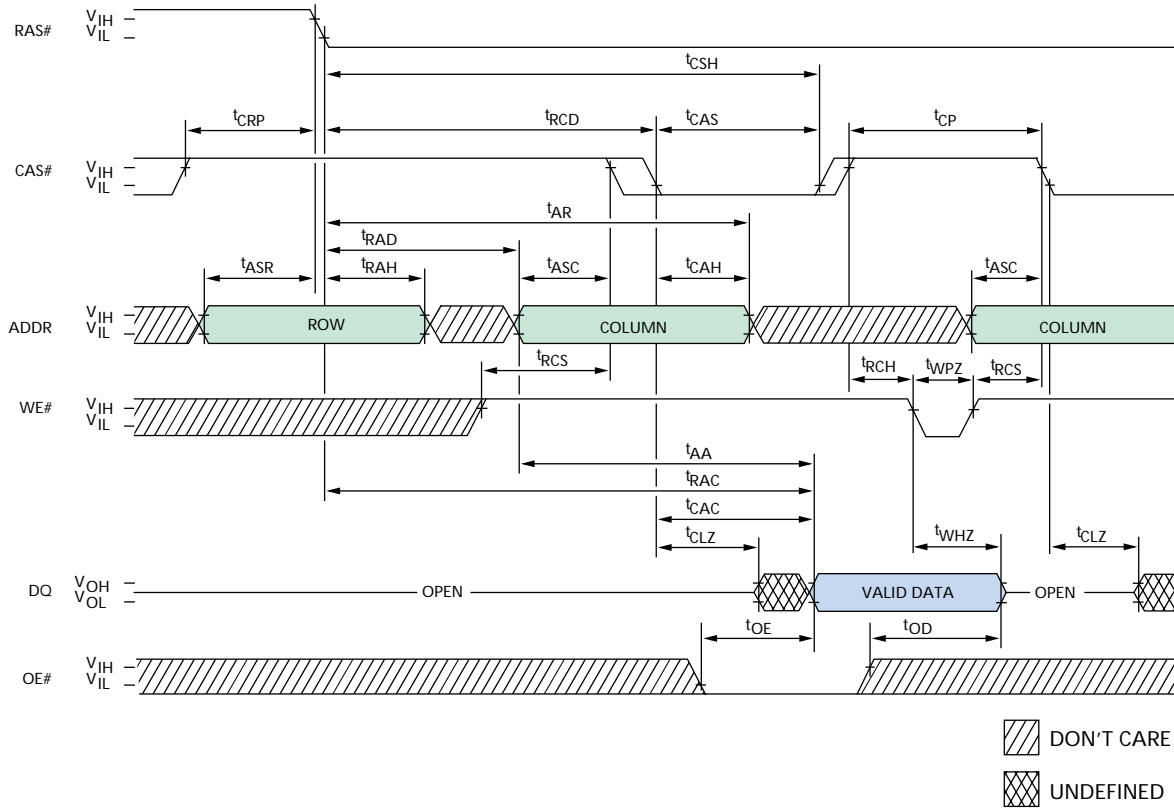 RAS# VIH
VIL
tCSH
tCRP tRCD tCAS tCP
CAS# VIH
VIL
tAR
tRAD
tASR tRAH tASC tCAH tASC
ADDR VIH
VIL
ROW COLUMN COLUMN
tRCS tRCH tWPZ tRCS
WE# VIH
VIL
tAA
tRAC
tCAC
tCLZ tWHZ tCLZ
DQ VOH
VOL
OPEN VALID DATA OPEN
tOE tOD
OE# VIH
VIL
DON'T CARE
UNDEFINED